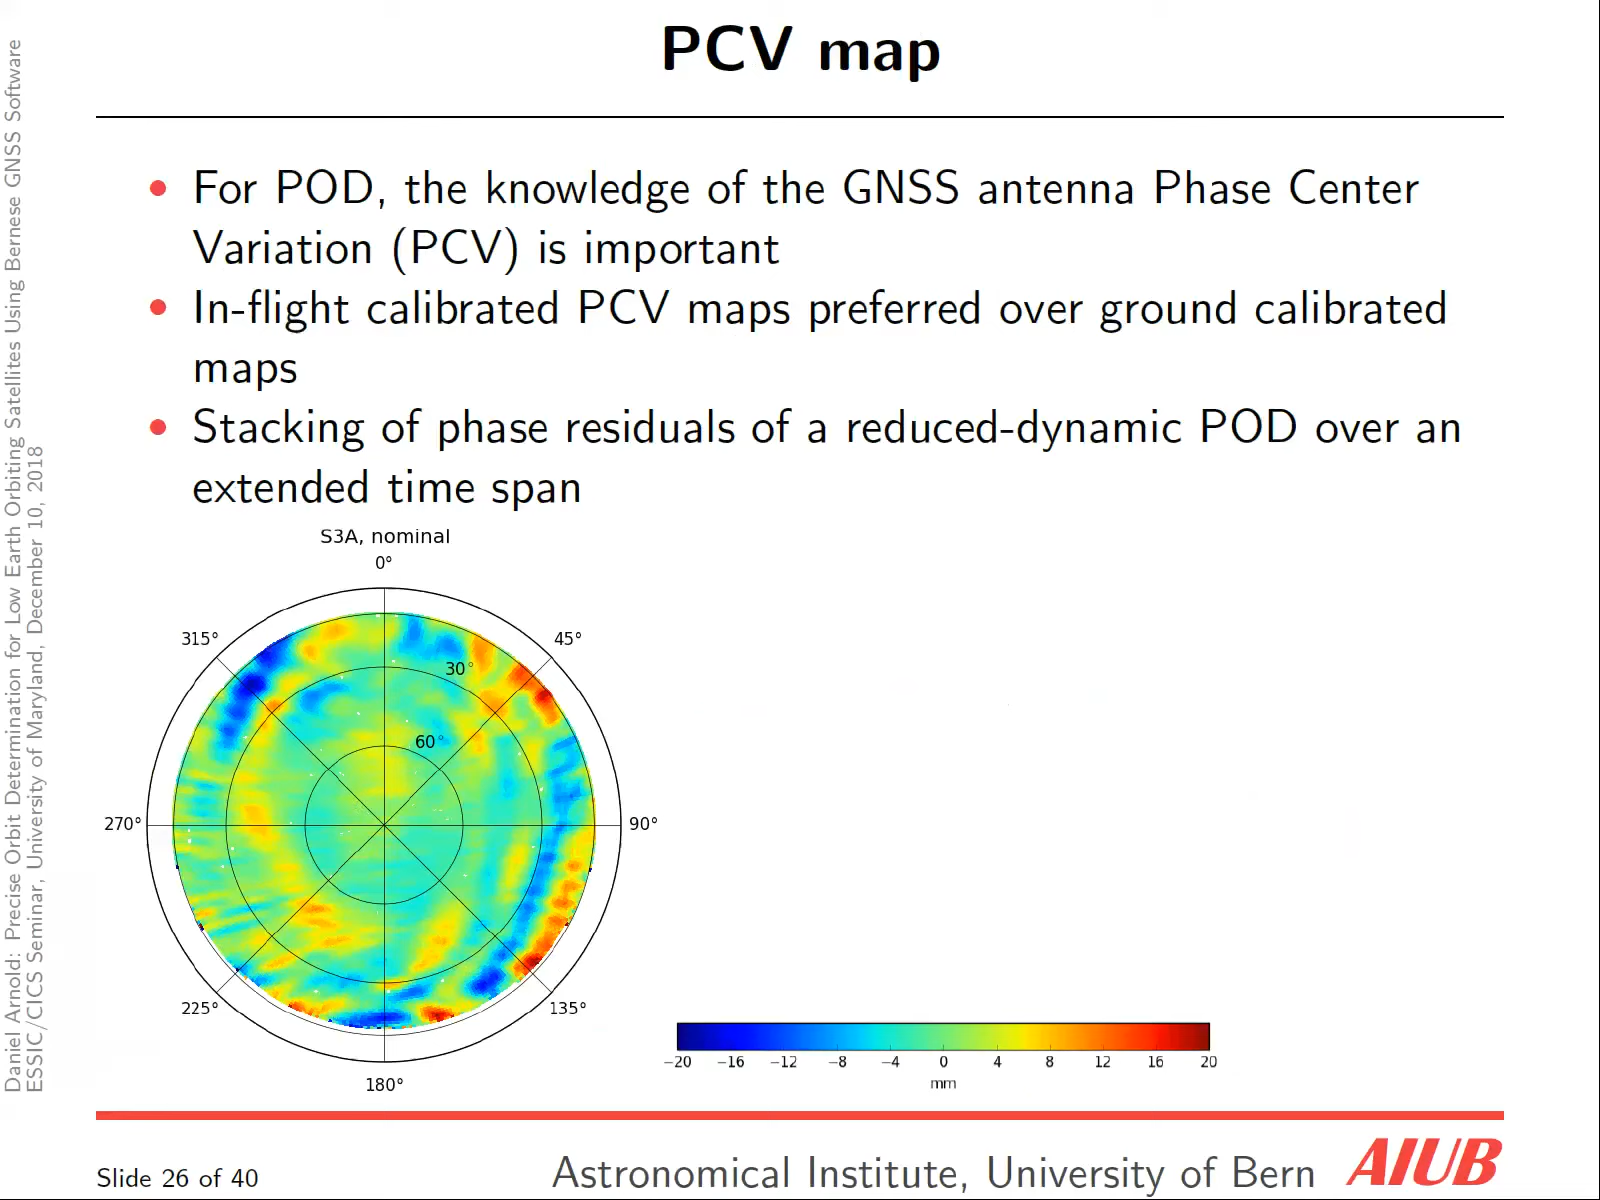 PCV map
For POD, the knowledge of the GNSS antenna Phase Center
Variation (PCV) is important
In-flight calibrated PCV maps preferred over ground calibrated
maps
Stacking of phase residuals of a reduced-dynamic POD over an
extended time span
S3A, nominal
0°
315°
45°
30°
60°
270°
90°
225°
135°
180°
−20 −16 −12 −8 −4 0 4 8 12 16 20
mm
Slide 26 of 40
Astronomical Institute, University of Bern
AIUB
Daniel Arnold: Precise Orbit Determination for Low Earth Orbiting Satellites Using Bernese GNSS Software
ESSIC/CICS Seminar, University of Maryland, December 10, 2018